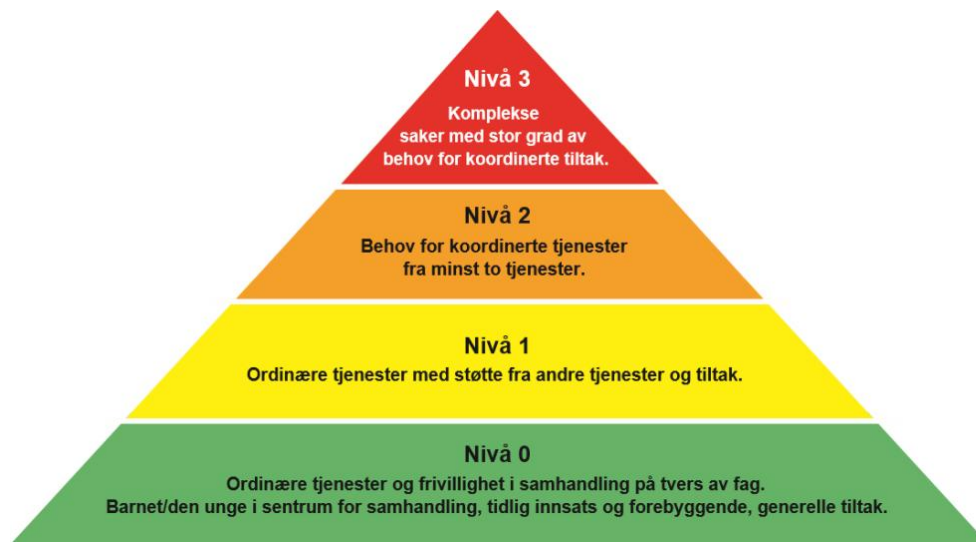 Nivå 3
Komplekse
saker med stor grad av
behov for koordinerte tiltak.
Nivå 2
Behov for koordinerte tjenester
fra minst to tjenester.
Nivå 1
Ordinære tjenester med støtte fra andre tjenester og tiltak.
Nivå 0
Ordinære tjenester og frivillighet i samhandling på tvers av fag.
Barnet/den unge i sentrum for samhandling, tidlig innsats og forebyggende, generelle tiltak.